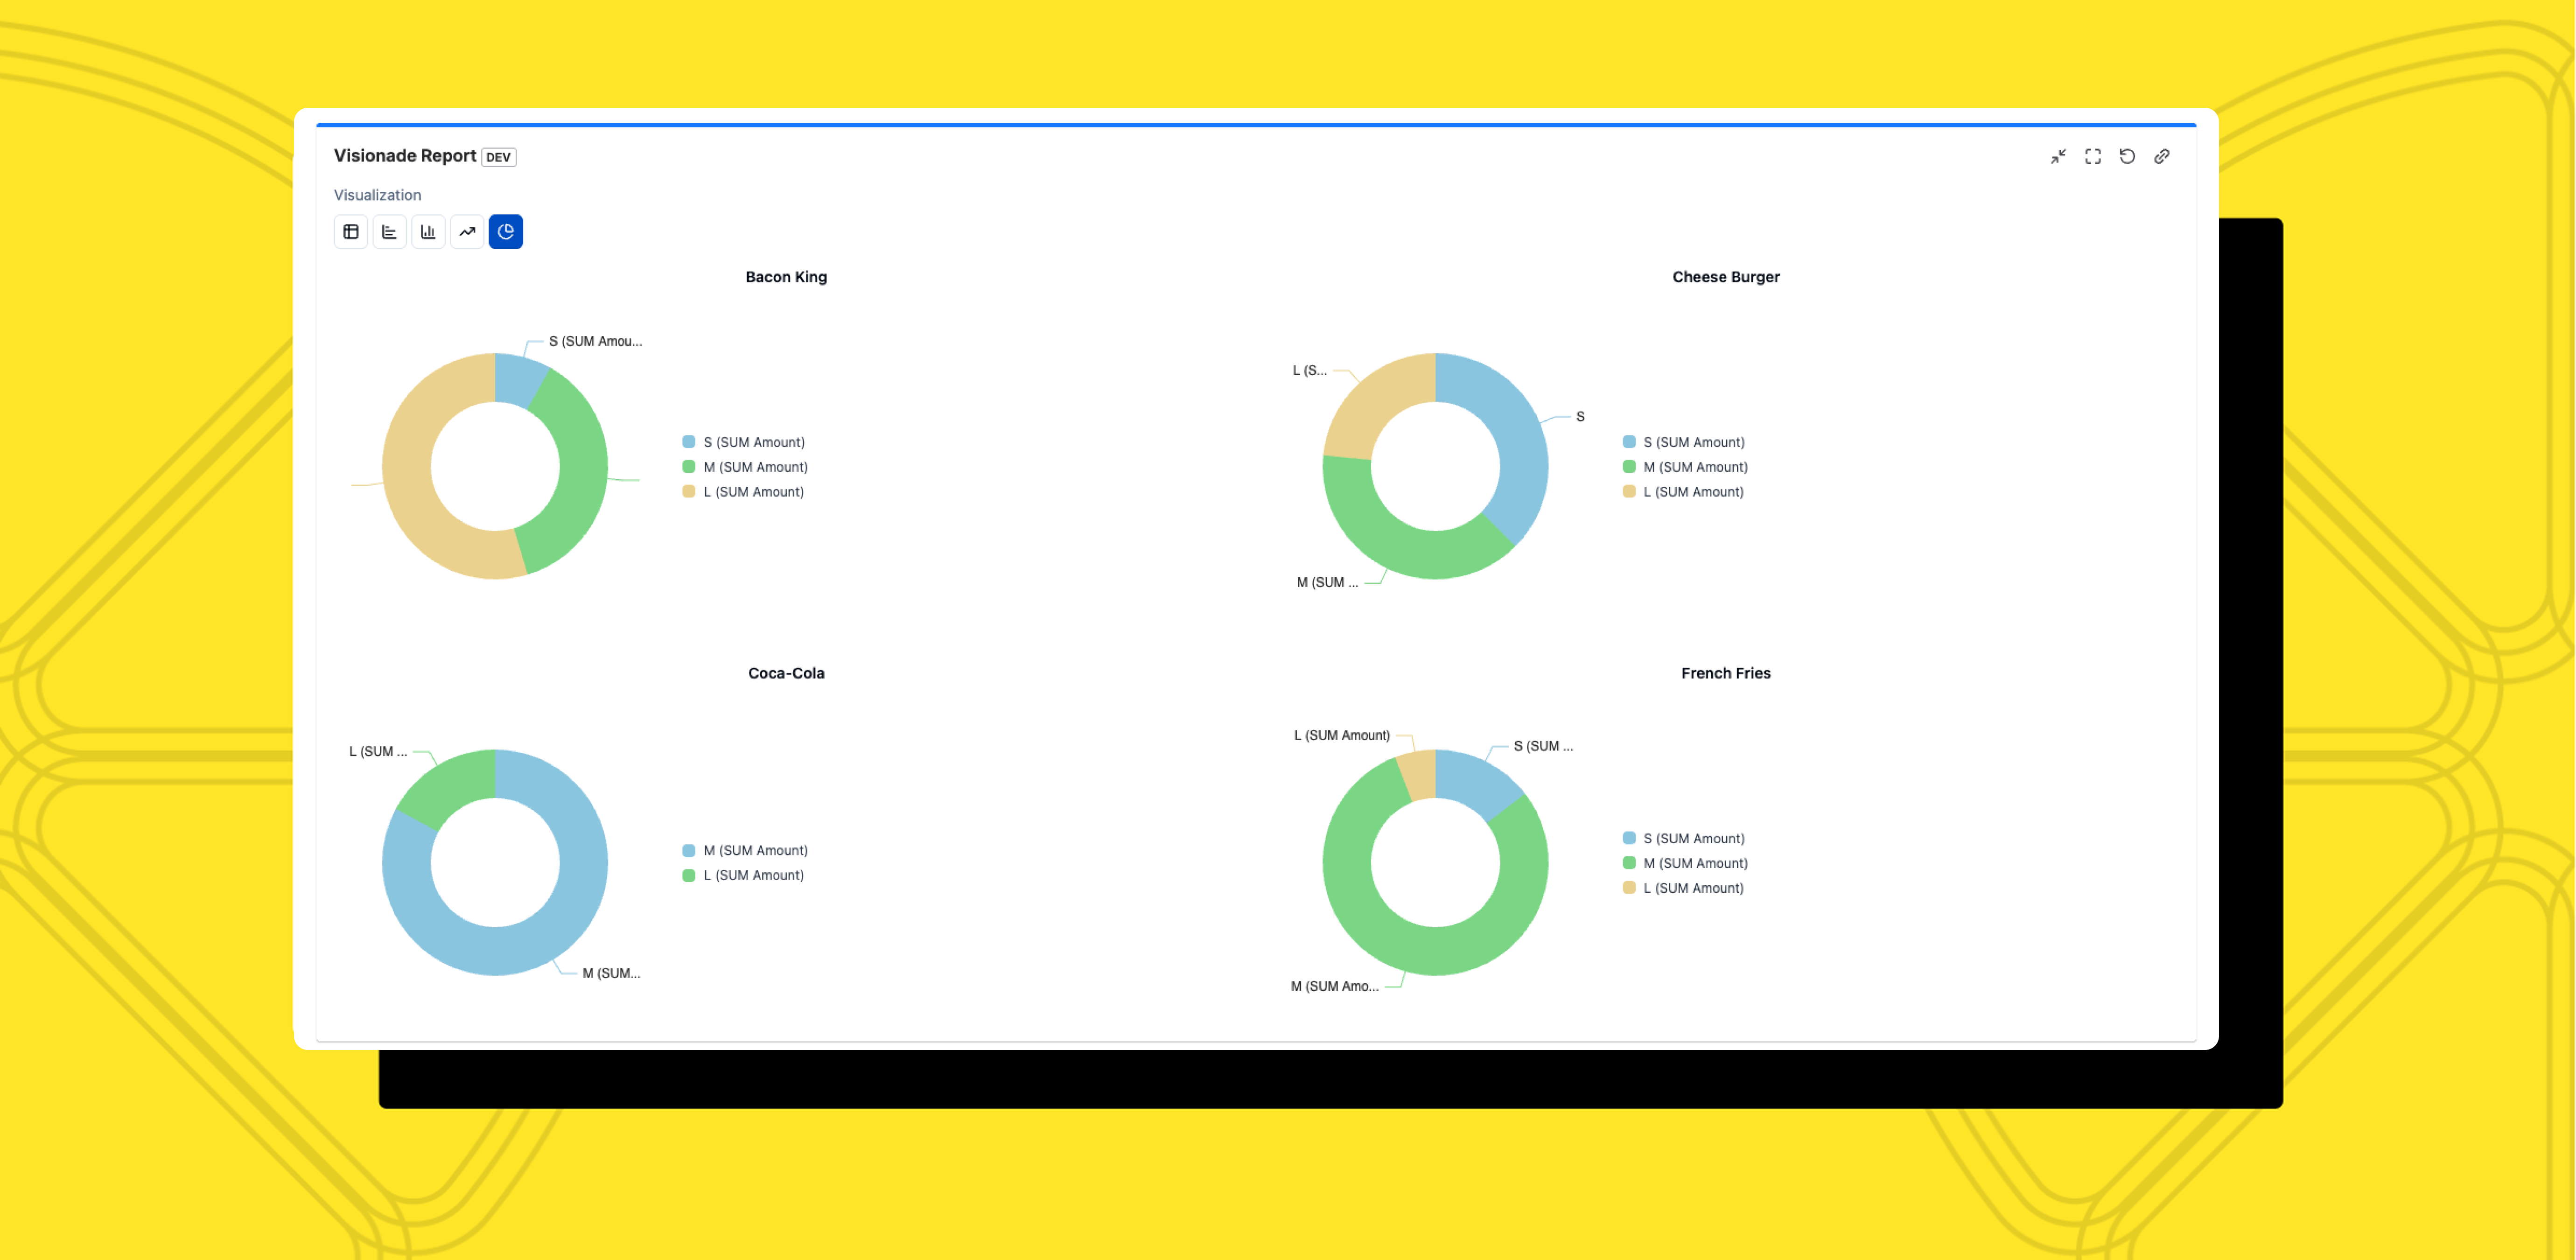 Visionade Report DEV
Visualization
Bacon King
S (SUM Amou...
S (SUM Amount)
M (SUM Amount)
L (SUM Amount)
Cheese Burger
L (S...
S
M (SUM ...
S (SUM Amount)
M (SUM Amount)
L (SUM Amount)
Coca-Cola
L (SUM ...
M (SUM...
M (SUM Amount)
L (SUM Amount)
French Fries
L (SUM Amount)
S (SUM ...
M (SUM Amo...
S (SUM Amount)
M (SUM Amount)
L (SUM Amount)